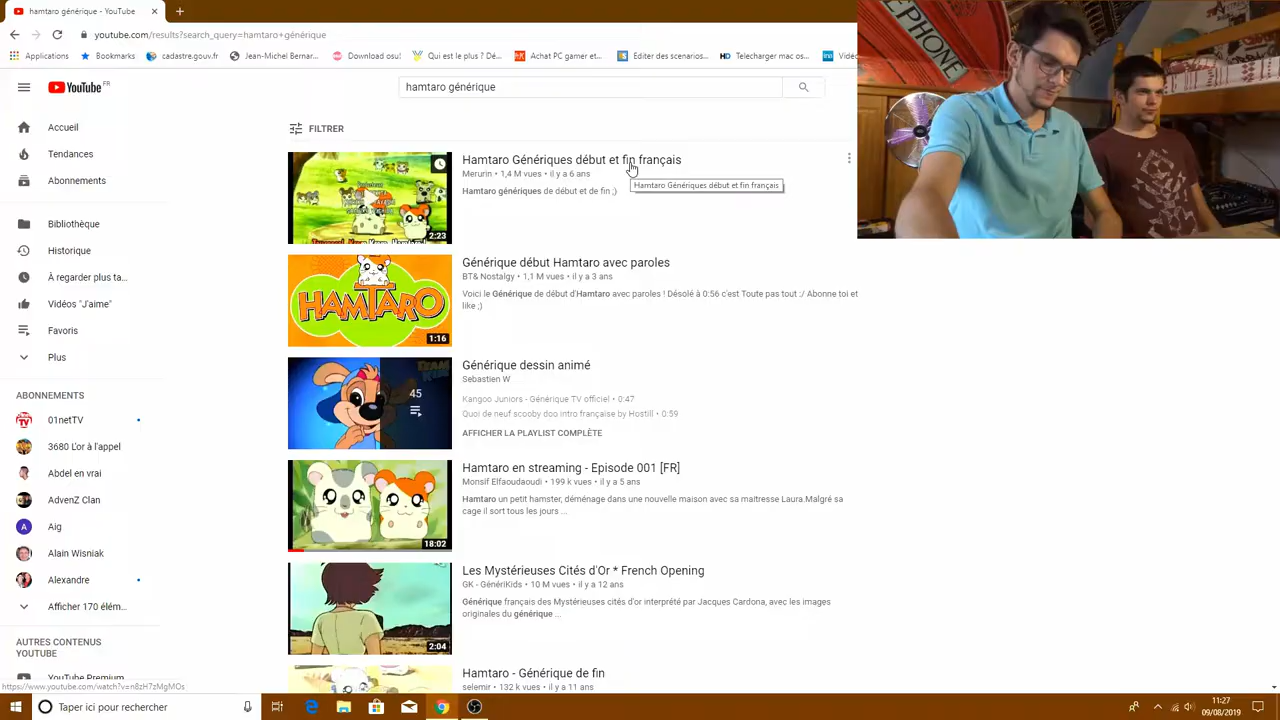 hamtaro générique - YouTube
youtube.com/results?search_query=hamtaro+générique
Applications
Bookmarks
cadastre.gouv.fr
Jean-Michel Bernar...
Download osu!
Qui est le plus ? Dé...
Achat PC gamer et...
Editer des scenarios...
HD Telecharger mac os...
TELEPHONE
YouTube FR
hamtaro générique
Accueil
Tendances
Abonnements
Bibliothèque
Historique
À regarder plus ta...
Vidéos "J'aime"
Favoris
Plus
ABONNEMENTS
01netTV
3680 L'or à l'appel
Abdel en vrai
AdvenZ Clan
A Aig
Alain Wisniak
Alexandre
Afficher 170 élém...
AUTRES CONTENUS
YOUTUBE
YouTube Premium
FILTRER
Hamtaro Génériques début et fin français
Merurin • 1,4 M vues • il y a 6 ans
Hamtaro Génériques début et fin français
Hamtaro génériques de début et de fin ;)
2:23
Générique début Hamtaro avec paroles
BT& Nostalgy • 1,1 M vues • il y a 3 ans
Voici le Générique de début d'Hamtaro avec paroles ! Désolé à 0:56 c'est Toute pas tout :/ Abonne toi et
like ;)
HAMTARO
1:16
Générique dessin animé
Sebastien W
45
Kangoo Juniors - Générique TV officiel • 0:47
Quoi de neuf scooby doo intro française by Hostill • 0:59
AFFICHER LA PLAYLIST COMPLÈTE
Hamtaro en streaming - Episode 001 [FR]
Monsif Elfaoudaoudi • 199 k vues • il y a 5 ans
Hamtaro un petit hamster, déménage dans une nouvelle maison avec sa maitresse Laura.Malgré sa
cage il sort tous les jours ...
18:02
Les Mystérieuses Cités d'Or * French Opening
GK - GénériKids • 10 M vues • il y a 12 ans
Générique français des Mystérieuses cités d'or interprété par Jacques Cardona, avec les images
originales du générique ...
2:04
Hamtaro - Générique de fin
selemir • 132 k vues • il y a 11 ans
https://www.youtube.com/watch?v=n8zH7zMgMOs
Taper ici pour rechercher
11:27
09/08/2019